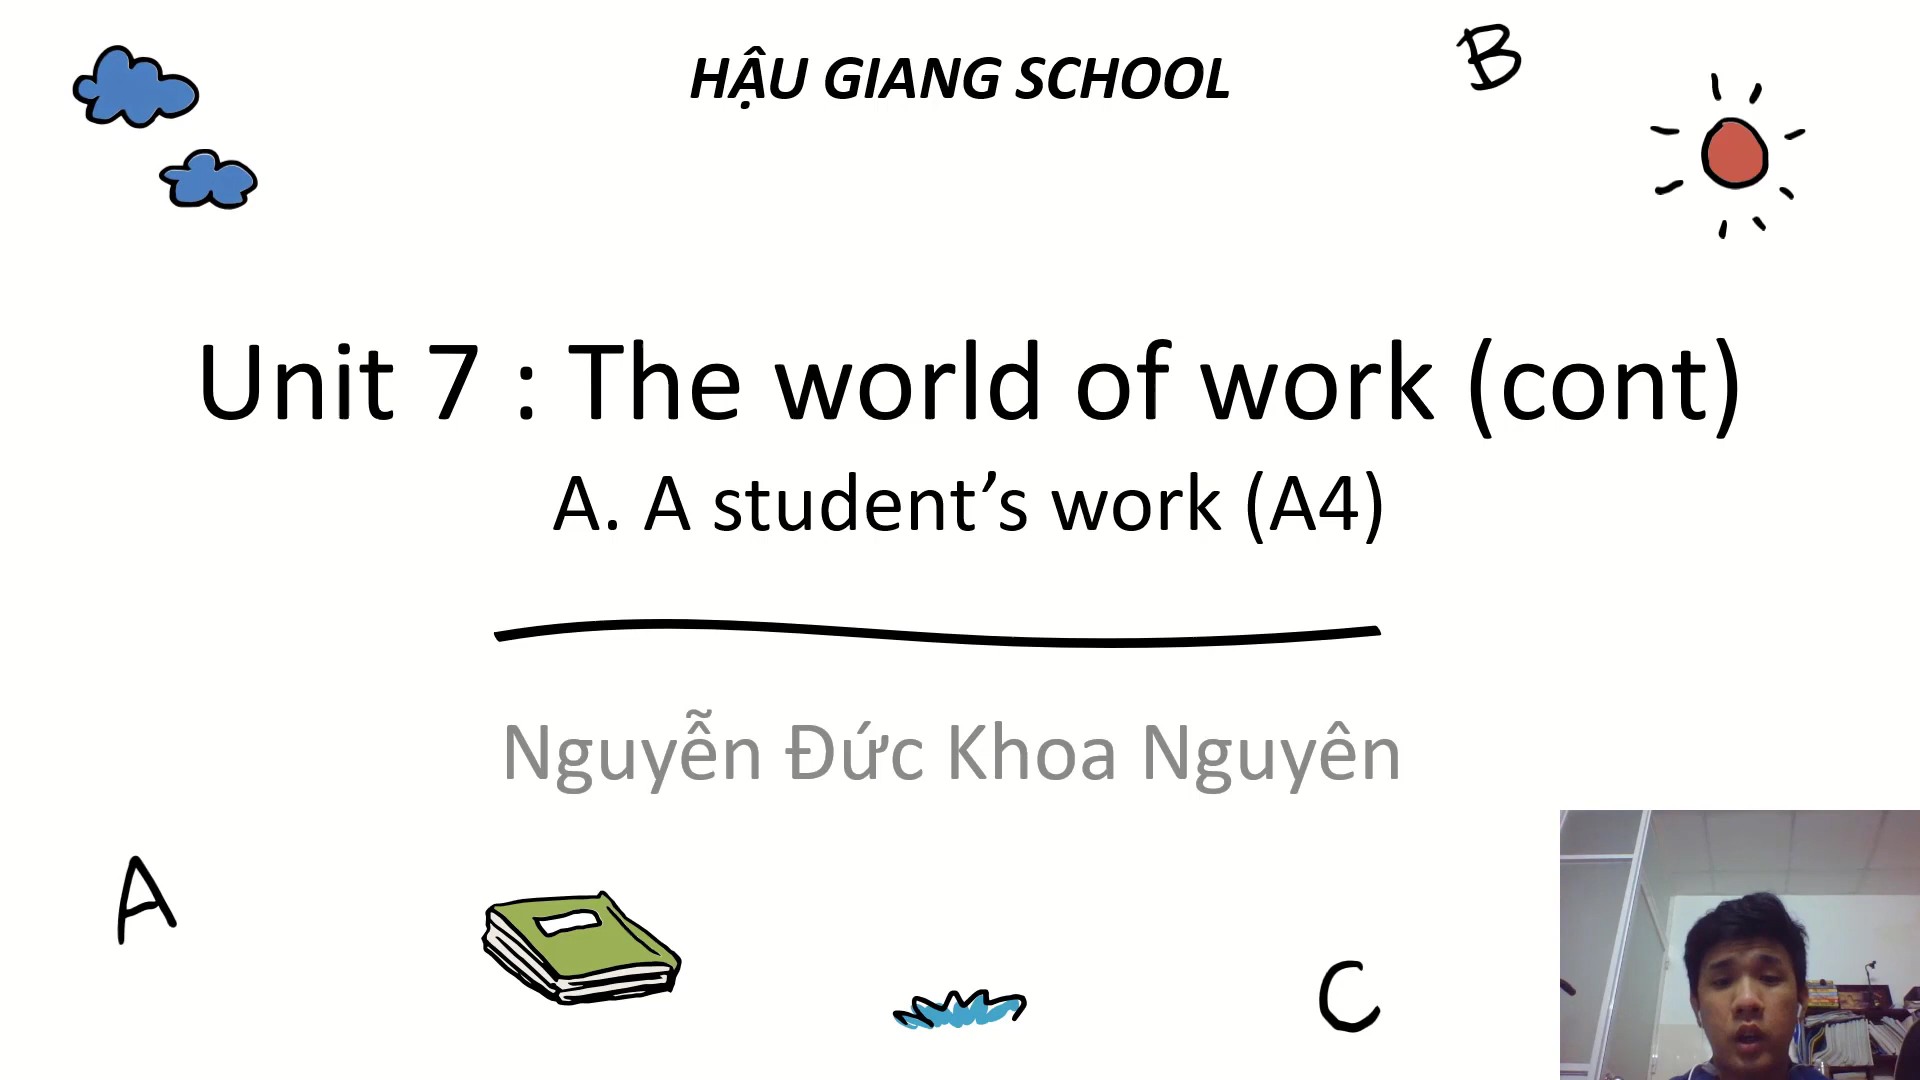 HẬU GIANG SCHOOL
B
Unit 7 : The world of work (cont)
A. A student’s work (A4)
Nguyễn Đức Khoa Nguyên
A
C